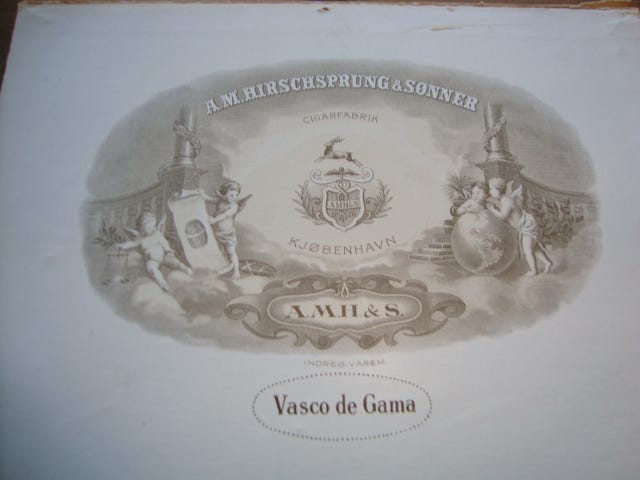 A.M.HIRSCHSPRUNG & SØNNER
CIGARFABRIK
A.M.H&S
KJØBENHAVN
A.M.H.& S.
INDREG.VAREM.
Vasco de Gama